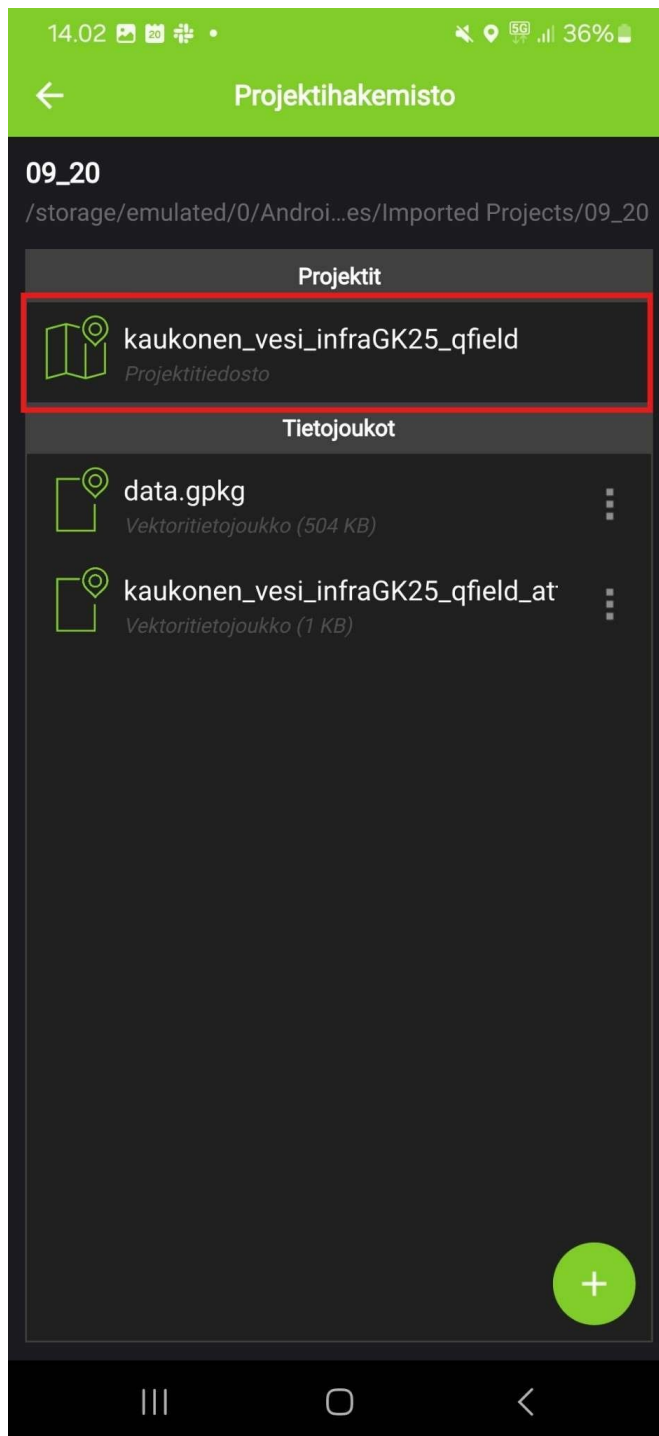 14.02 20 5G 36%
Projektihakemisto
09_20
/storage/emulated/0/Androi...es/Imported Projects/09_20
Projektit
kaukonen_vesi_infraGK25_qfield
Projektitiedosto
Tietojoukot
data.gpkg
Vektoritietojoukko (504 KB)
kaukonen_vesi_infraGK25_qfield_at
Vektoritietojoukko (1 KB)